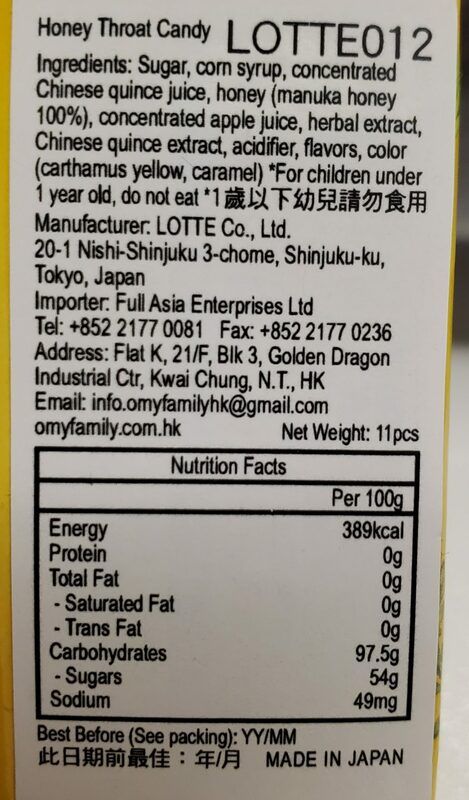 Honey Throat Candy LOTTE012
Ingredients: Sugar, corn syrup, concentrated
Chinese quince juice, honey (manuka honey
100%), concentrated apple juice, herbal extract,
Chinese quince extract, acidifier, flavors, color
(carthamus yellow, caramel) *For children under
1 year old, do not eat *1歲以下幼兒請勿食用
Manufacturer: LOTTE Co., Ltd.
20-1 Nishi-Shinjuku 3-chome, Shinjuku-ku,
Tokyo, Japan
Importer: Full Asia Enterprises Ltd
Tel: +852 2177 0081 Fax: +852 2177 0236
Address: Flat K, 21/F, Blk 3, Golden Dragon
Industrial Ctr, Kwai Chung, N.T., HK
Email: info.omyfamilyhk@gmail.com
omyfamily.com.hk Net Weight: 11pcs
Nutrition Facts
Per 100g
Energy 389kcal
Protein 0g
Total Fat 0g
- Saturated Fat 0g
- Trans Fat 0g
Carbohydrates 97.5g
- Sugars 54g
Sodium 49mg
Best Before (See packing): YY/MM
此日期前最佳：年/月 MADE IN JAPAN